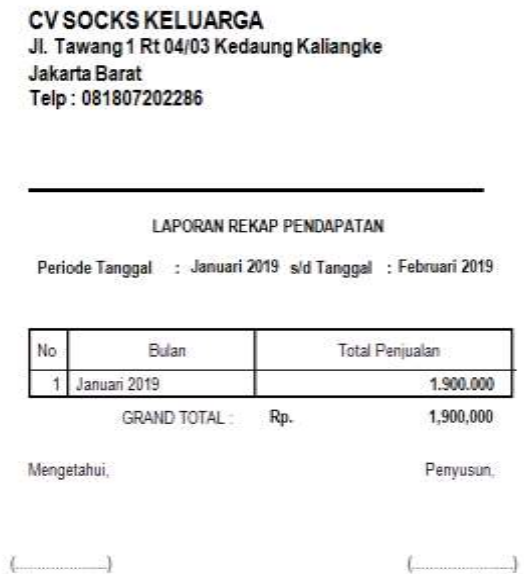 CV SOCKS KELUARGA
Jl. Tawang 1 Rt 04/03 Kedaung Kaliangke
Jakarta Barat
Telp : 081807202286
LAPORAN REKAP PENDAPATAN
Periode Tanggal : Januari 2019 s/d Tanggal : Februari 2019
No Bulan Total Penjualan
1 Januari 2019 1.900.000
GRAND TOTAL : Rp. 1,900,000
Mengetahui, Penyusun,
(......................) (......................)